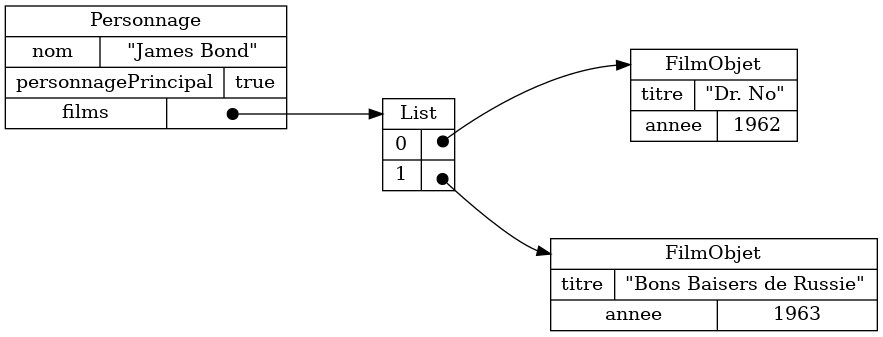 Personnage
nom "James Bond"
personnagePrincipal true
films
List
0
1
FilmObjet
titre "Dr. No"
annee 1962
FilmObjet
titre "Bons Baisers de Russie"
annee 1963